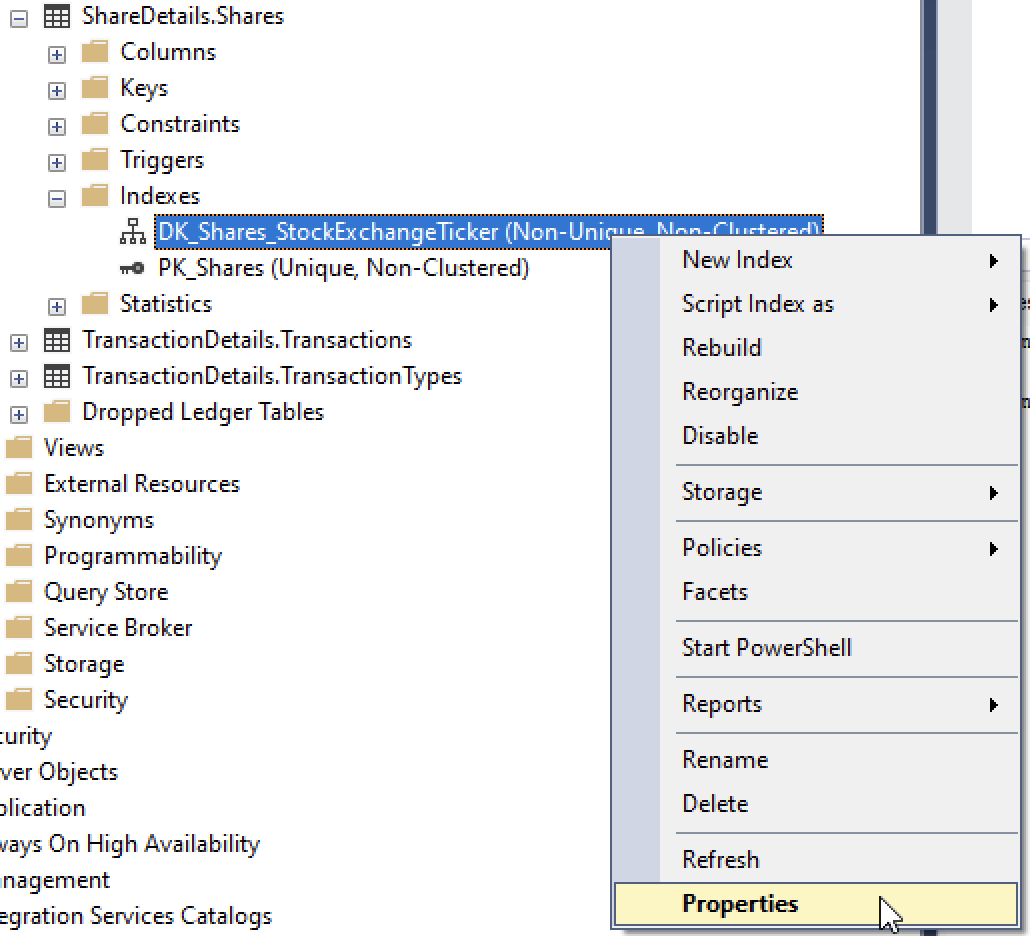 ShareDetails.Shares
Columns
Keys
Constraints
Triggers
Indexes
DK_Shares_StockExchangeTicker (Non-Unique, Non-Clustered)
PK_Shares (Unique, Non-Clustered)
Statistics
TransactionDetails.Transactions
TransactionDetails.TransactionTypes
Dropped Ledger Tables
Views
External Resources
Synonyms
Programmability
Query Store
Service Broker
Storage
Security
curity
ver Objects
plication
ways On High Availability
nagement
egration Services Catalogs
New Index
Script Index as
Rebuild
Reorganize
Disable
Storage
Policies
Facets
Start PowerShell
Reports
Rename
Delete
Refresh
Properties